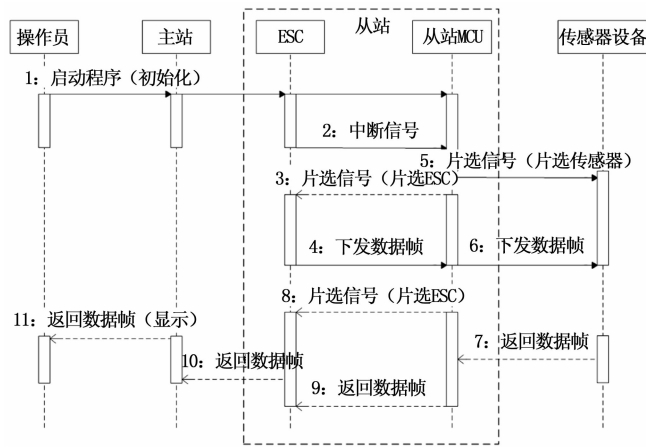 从站
操作员
主站
ESC
从站MCU
传感器设备
1：启动程序（初始化）
2：中断信号
5：片选信号（片选传感器）
3：片选信号（片选ESC）
4：下发数据帧
6：下发数据帧
8：片选信号（片选ESC）
11：返回数据帧（显示）
7：返回数据帧
10：返回数据帧
9：返回数据帧